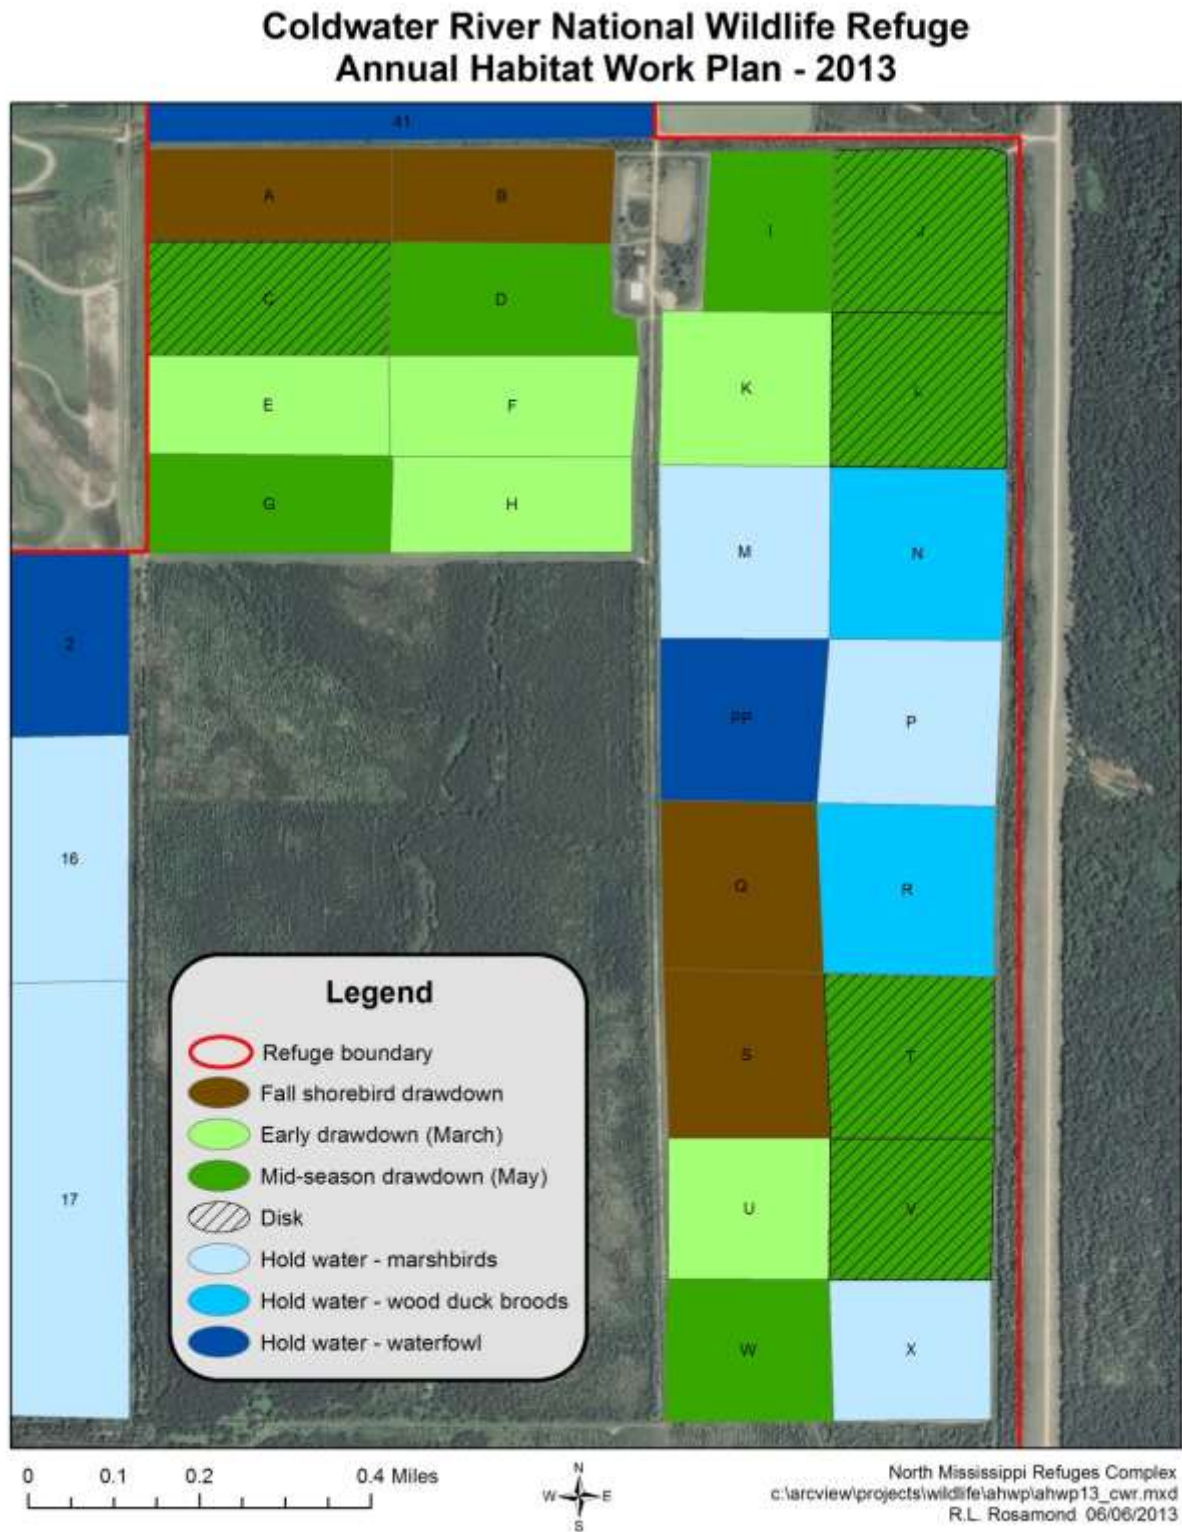 Coldwater River National Wildlife Refuge
Annual Habitat Work Plan - 2013
41
A
B
I
J
C
D
K
L
E
F
G
H
M
N
2
PP
P
16
Q
R
S
T
17
U
V
W
X
Legend
Refuge boundary
Fall shorebird drawdown
Early drawdown (March)
Mid-season drawdown (May)
Disk
Hold water - marshbirds
Hold water - wood duck broods
Hold water - waterfowl
0 0.1 0.2 0.4 Miles
N
W E
S
North Mississippi Refuges Complex
c:\arcview\projects\wildlife\ahwp\ahwp13_cwr.mxd
R.L. Rosamond 06/06/2013